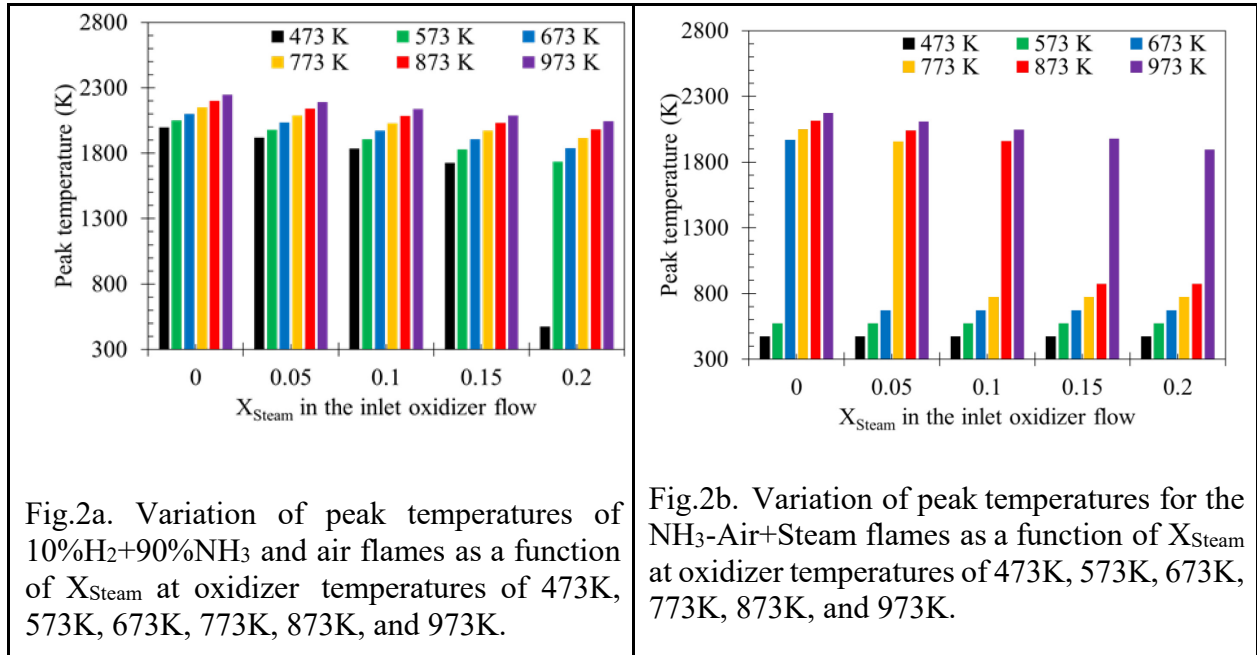 2800
473 K 573 K 673 K
773 K 873 K 973 K
2300
1800
1300
800
300
Peak temperature (K)
0 0.05 0.1 0.15 0.2
X_Steam in the inlet oxidizer flow
Fig.2a. Variation of peak temperatures of
10%H₂+90%NH₃ and air flames as a function
of X_Steam at oxidizer temperatures of 473K,
573K, 673K, 773K, 873K, and 973K.
2800
473 K 573 K 673 K
773 K 873 K 973 K
2300
1800
1300
800
300
Peak temperature (K)
0 0.05 0.1 0.15 0.2
X_Steam in the inlet oxidizer flow
Fig.2b. Variation of peak temperatures for the
NH₃-Air+Steam flames as a function of X_Steam
at oxidizer temperatures of 473K, 573K, 673K,
773K, 873K, and 973K.